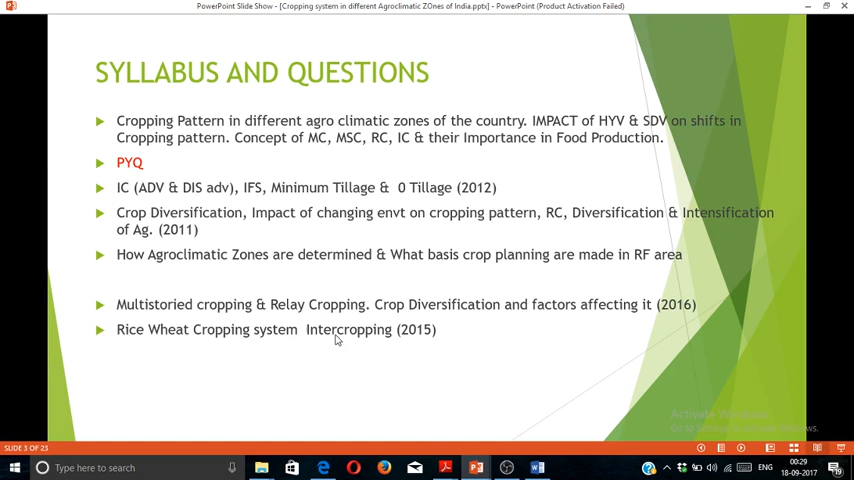 PowerPoint Slide Show - [Cropping system in different Agroclimatic ZOnes of India.pptx] - PowerPoint (Product Activation Failed)
SYLLABUS AND QUESTIONS
Cropping Pattern in different agro climatic zones of the country. IMPACT of HYV & SDV on shifts in
Cropping pattern. Concept of MC, MSC, RC, IC & their Importance in Food Production.
PYQ
IC (ADV & DIS adv), IFS, Minimum Tillage & 0 Tillage (2012)
Crop Diversification, Impact of changing envt on cropping pattern, RC, Diversification & Intensification
of Ag. (2011)
How Agroclimatic Zones are determined & What basis crop planning are made in RF area
Multistoried cropping & Relay Cropping. Crop Diversification and factors affecting it (2016)
Rice Wheat Cropping system Intercropping (2015)
Activate Windows
Go to Settings to activate Windows.
SLIDE 3 OF 23
Type here to search
ENG
00:29
18-09-2017
19